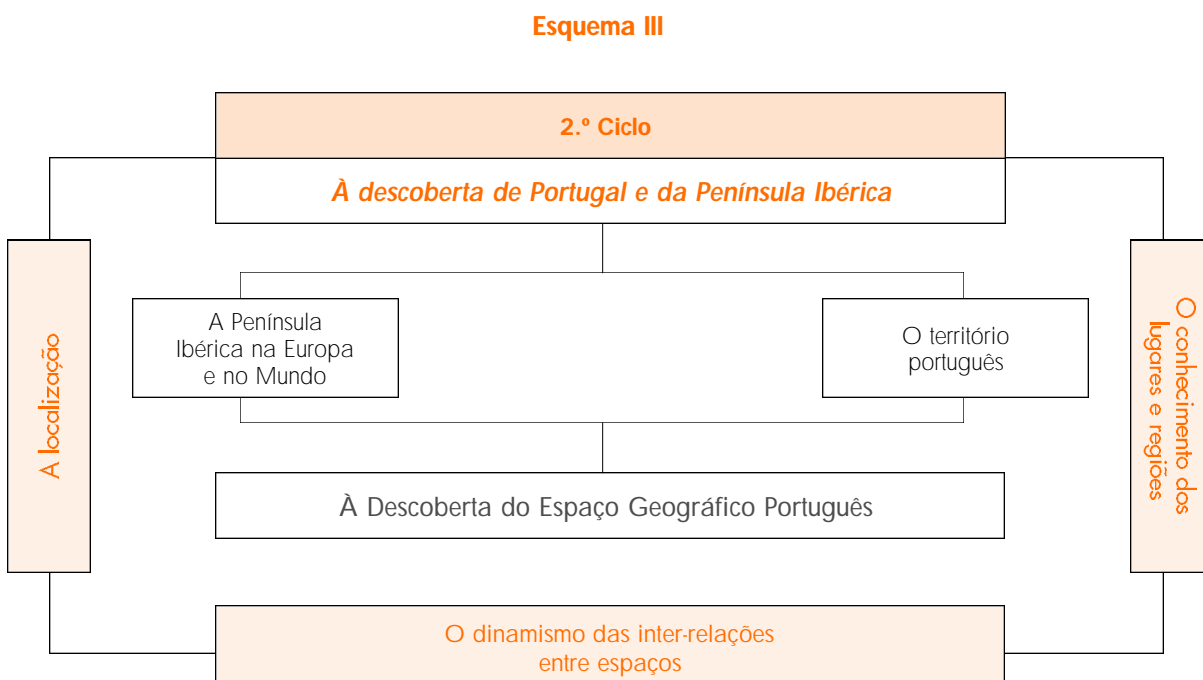 Esquema III
2.º Ciclo
À descoberta de Portugal e da Península Ibérica
A localização
A Península
Ibérica na Europa
e no Mundo
O território
português
O conhecimento dos
lugares e regiões
À Descoberta do Espaço Geográfico Português
O dinamismo das inter-relações
entre espaços